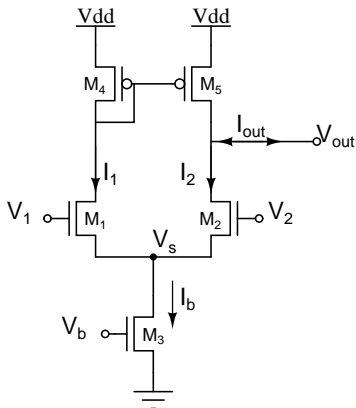 Vdd Vdd
M4 M5
Iout
Vout
I1 I2
V1 M1 M2 V2
Vs
Ib
Vb M3